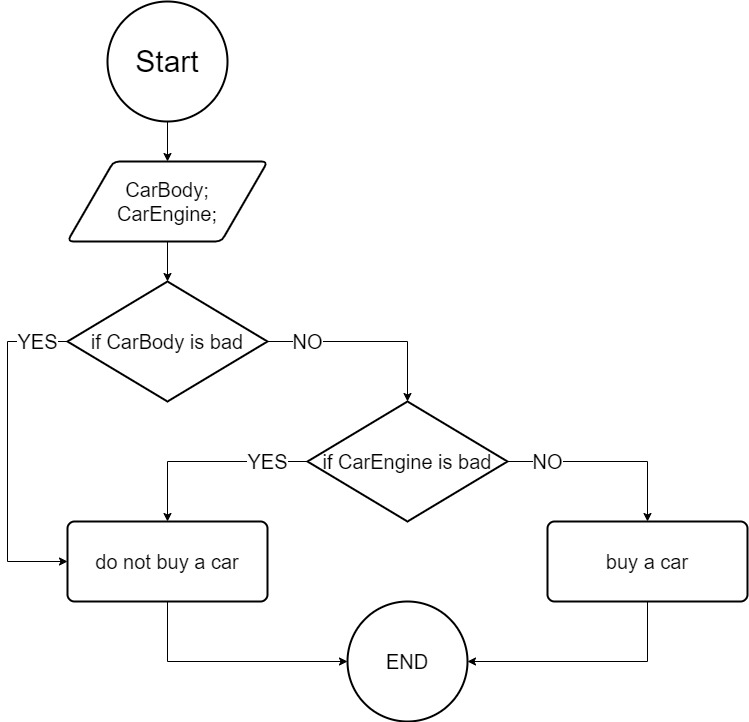 Start
CarBody;
CarEngine;
YES
if CarBody is bad
NO
YES
if CarEngine is bad
NO
do not buy a car
buy a car
END